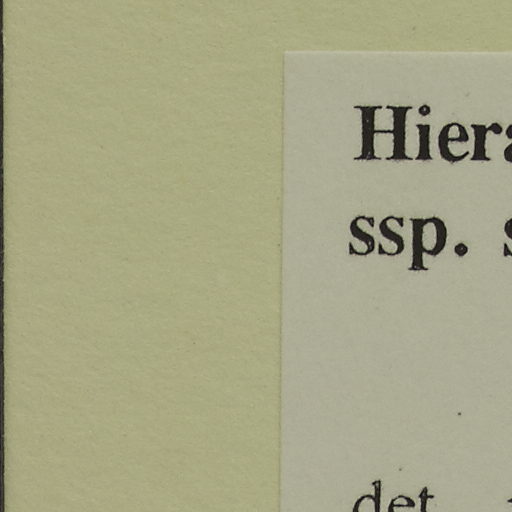 Hiera
ssp. s
det.